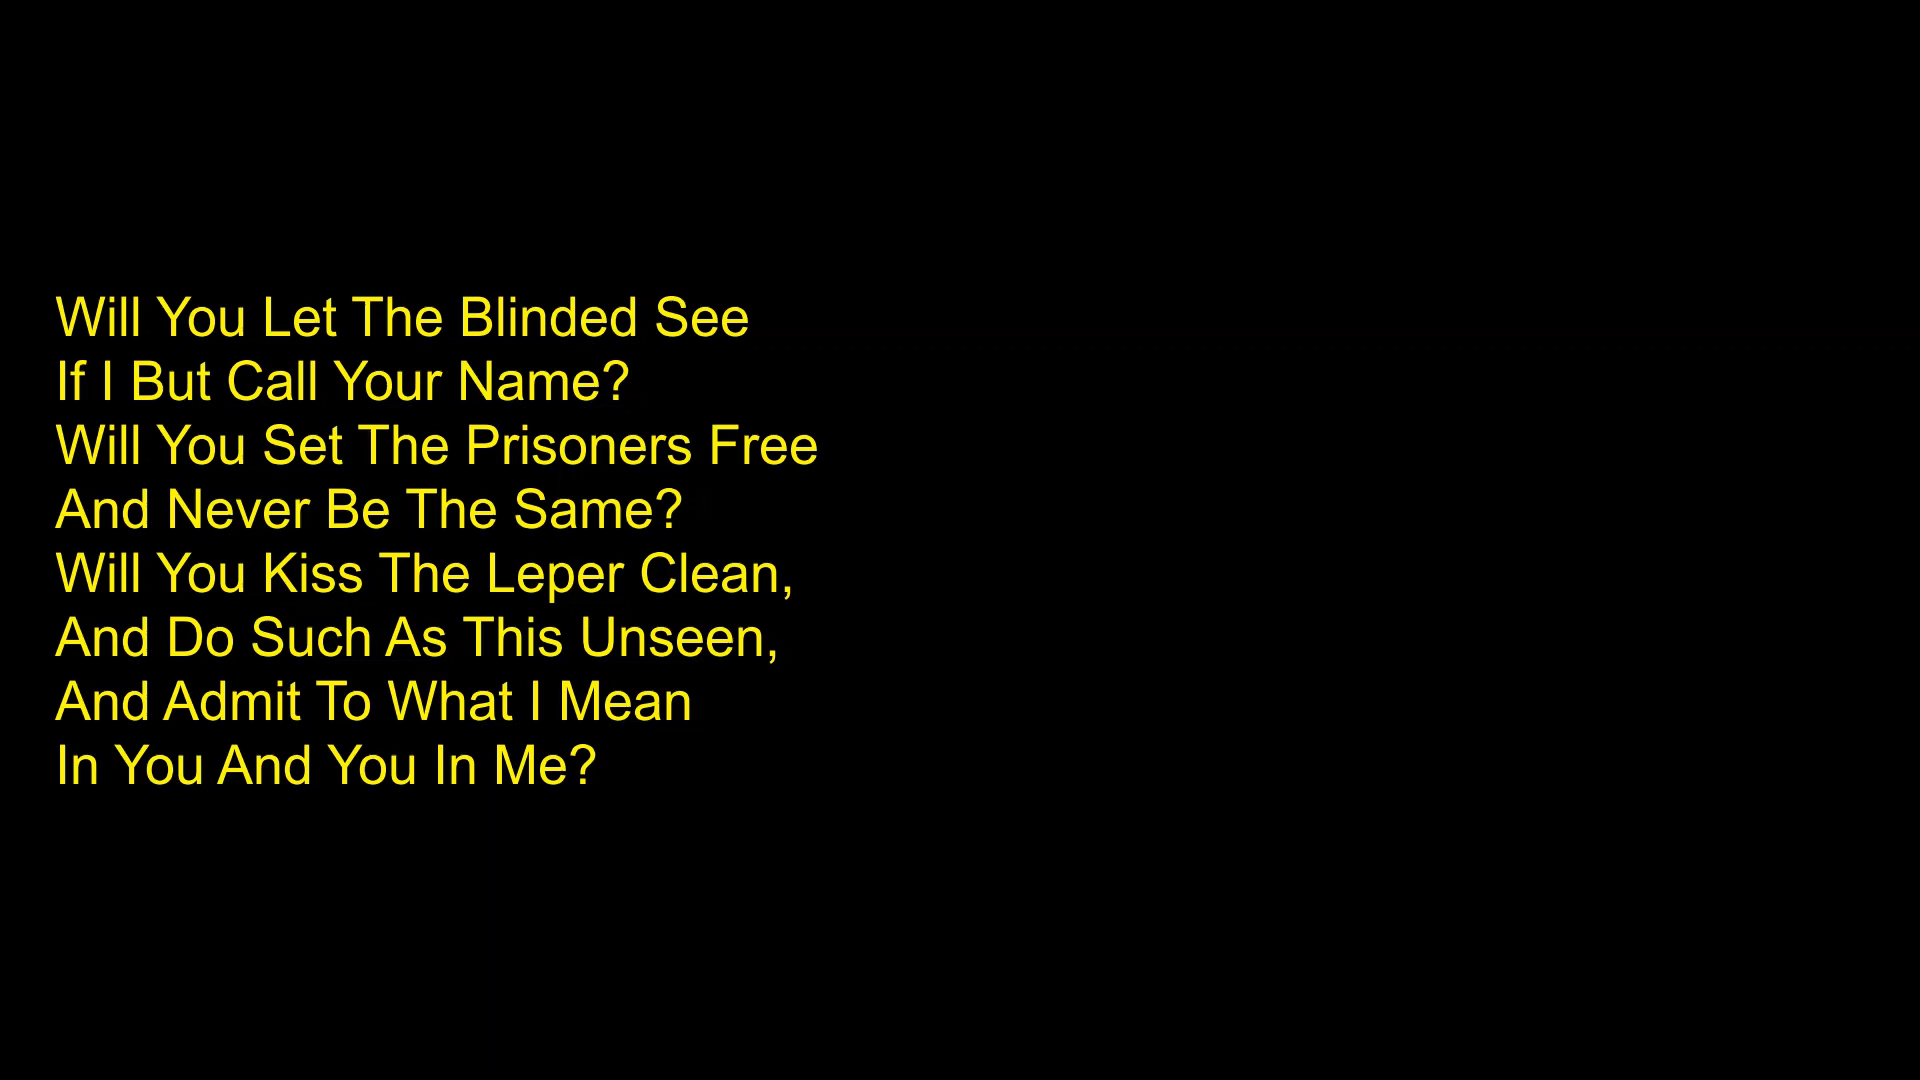 Will You Let The Blinded See
If I But Call Your Name?
Will You Set The Prisoners Free
And Never Be The Same?
Will You Kiss The Leper Clean,
And Do Such As This Unseen,
And Admit To What I Mean
In You And You In Me?